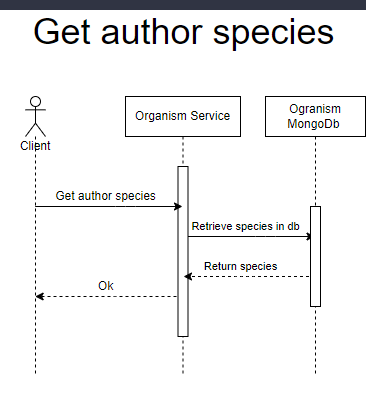 Get author species
Organism Service
Ogranism
MongoDb
Client
Get author species
Retrieve species in db
Return species
Ok